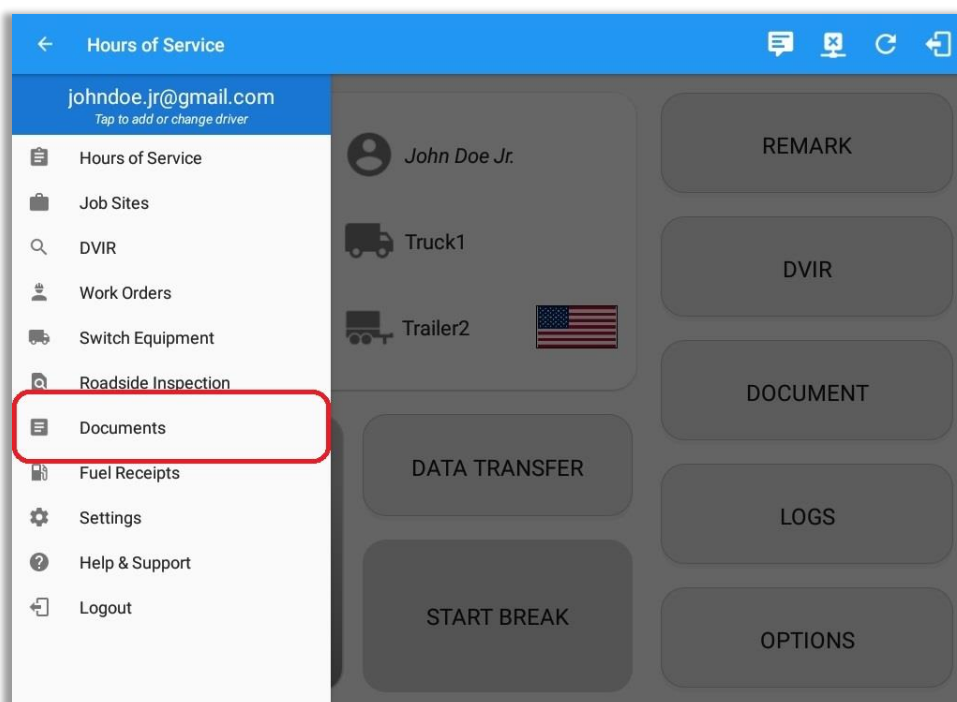 Hours of Service
johndoe.jr@gmail.com
Tap to add or change driver
Hours of Service
Job Sites
DVIR
Work Orders
Switch Equipment
Roadside Inspection
Documents
Fuel Receipts
Settings
Help & Support
Logout
John Doe Jr.
Truck1
Trailer2
DATA TRANSFER
START BREAK
REMARK
DVIR
DOCUMENT
LOGS
OPTIONS